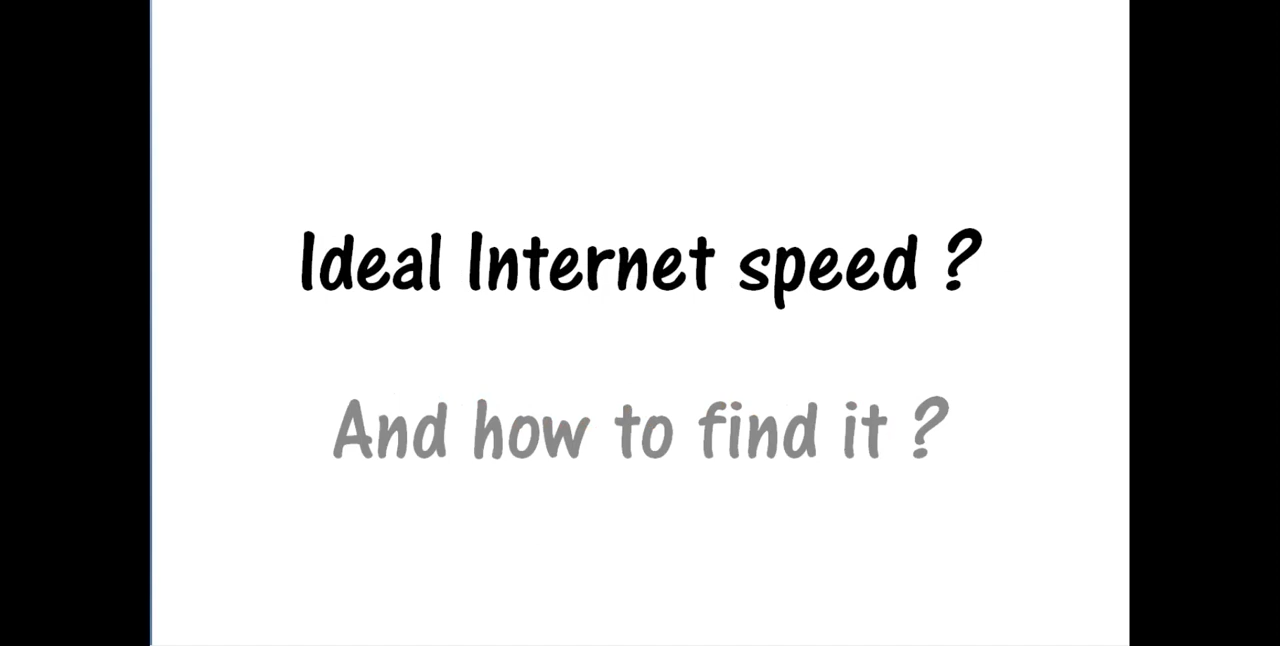 Ideal Internet speed ?
And how to find it ?